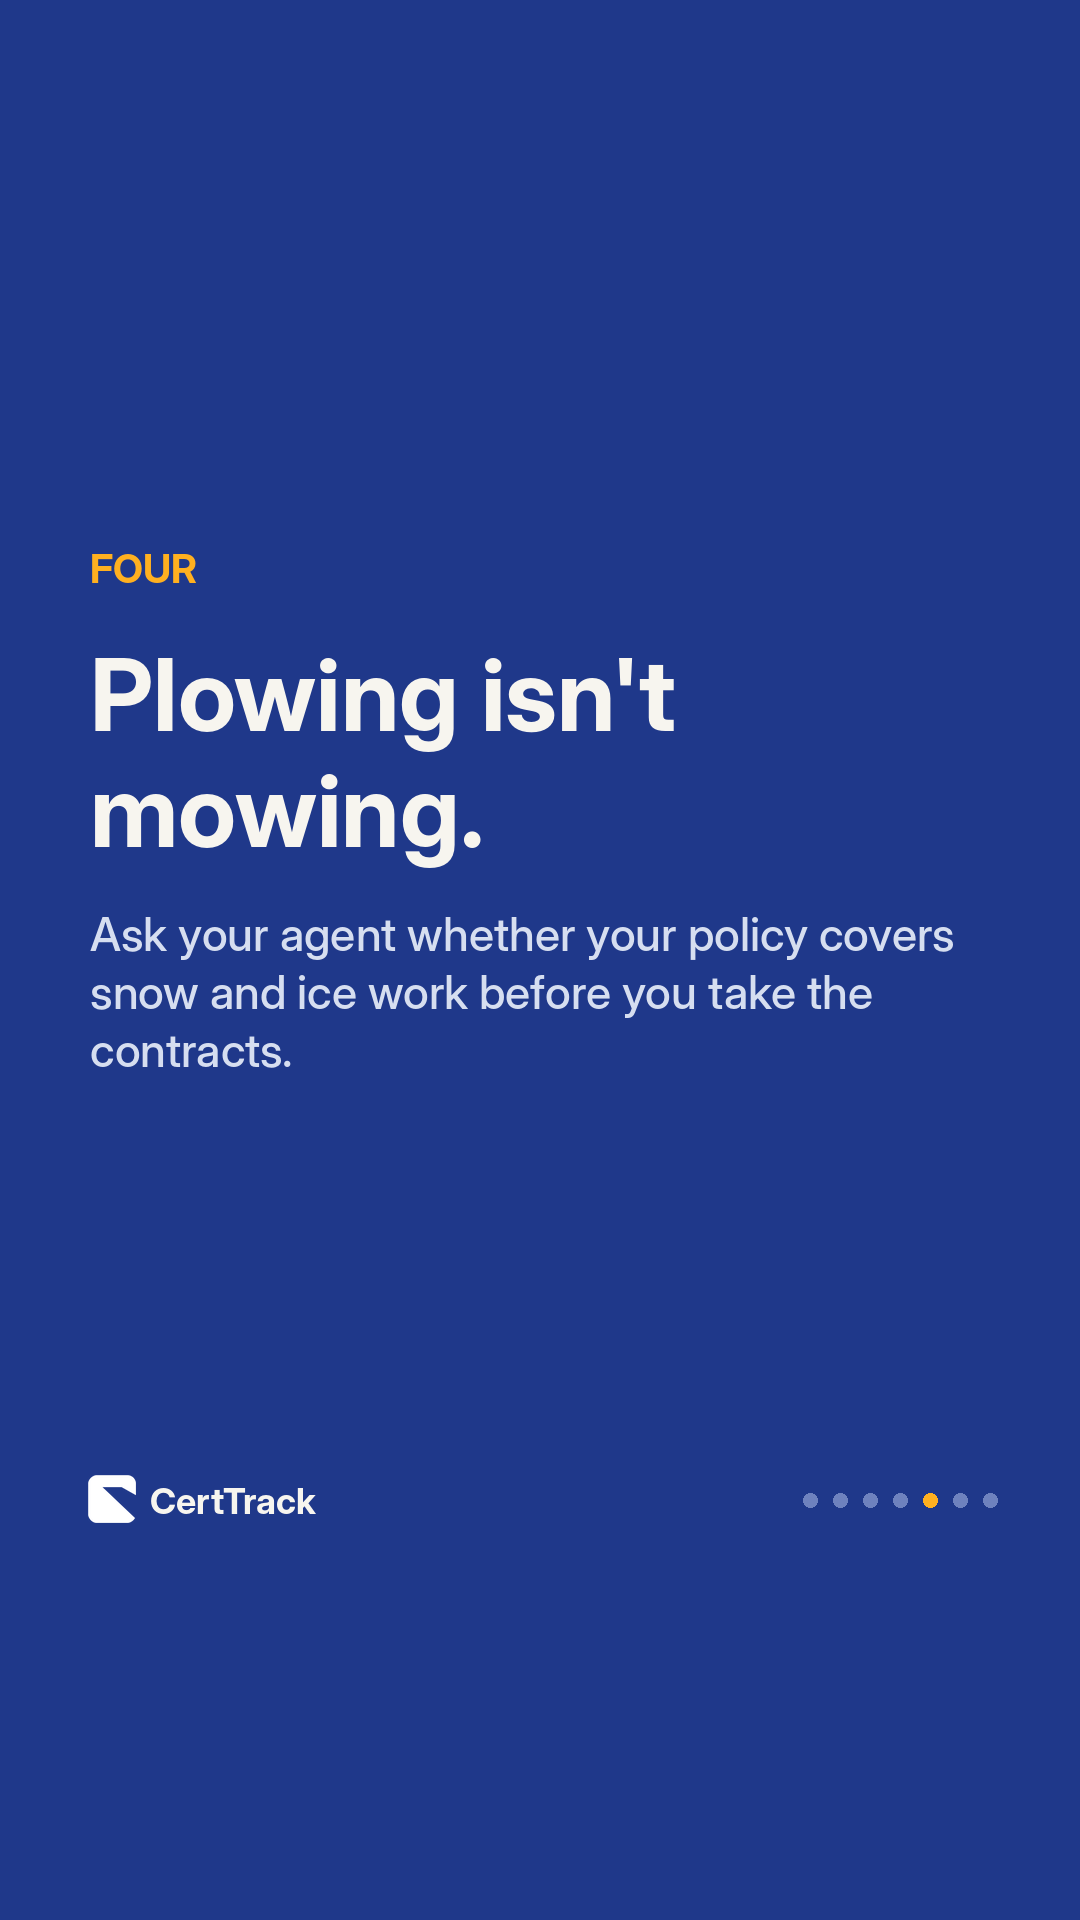 FOUR
Plowing isn't
mowing.
Ask your agent whether your policy covers
snow and ice work before you take the
contracts.
CertTrack